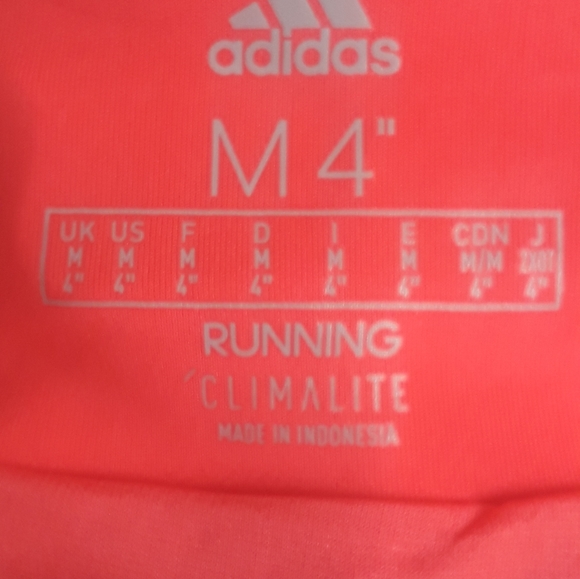 adidas
M 4"
UK US F D I E CDN J
M M M M M M M/M
4" 4" 4" 4" 4" 4" 4" 4"
RUNNING
CLIMALITE
MADE IN INDONESIA